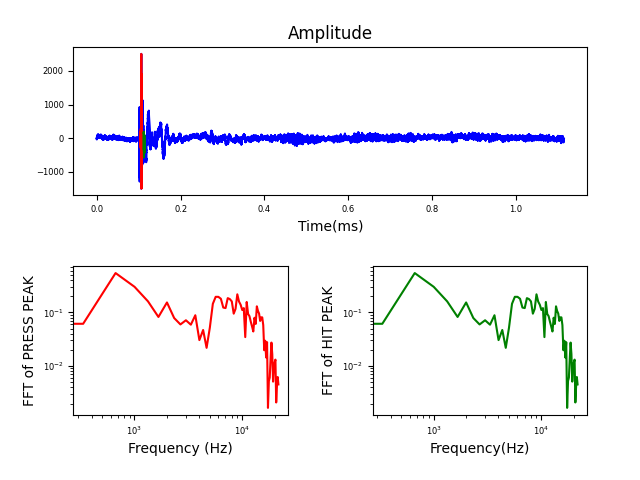 Amplitude
2000
1000
0
−1000
0.0 0.2 0.4 0.6 0.8 1.0
Time(ms)
FFT of PRESS PEAK
10⁻¹
10⁻²
10³ 10⁴
Frequency (Hz)
FFT of HIT PEAK
10⁻¹
10⁻²
10³ 10⁴
Frequency(Hz)